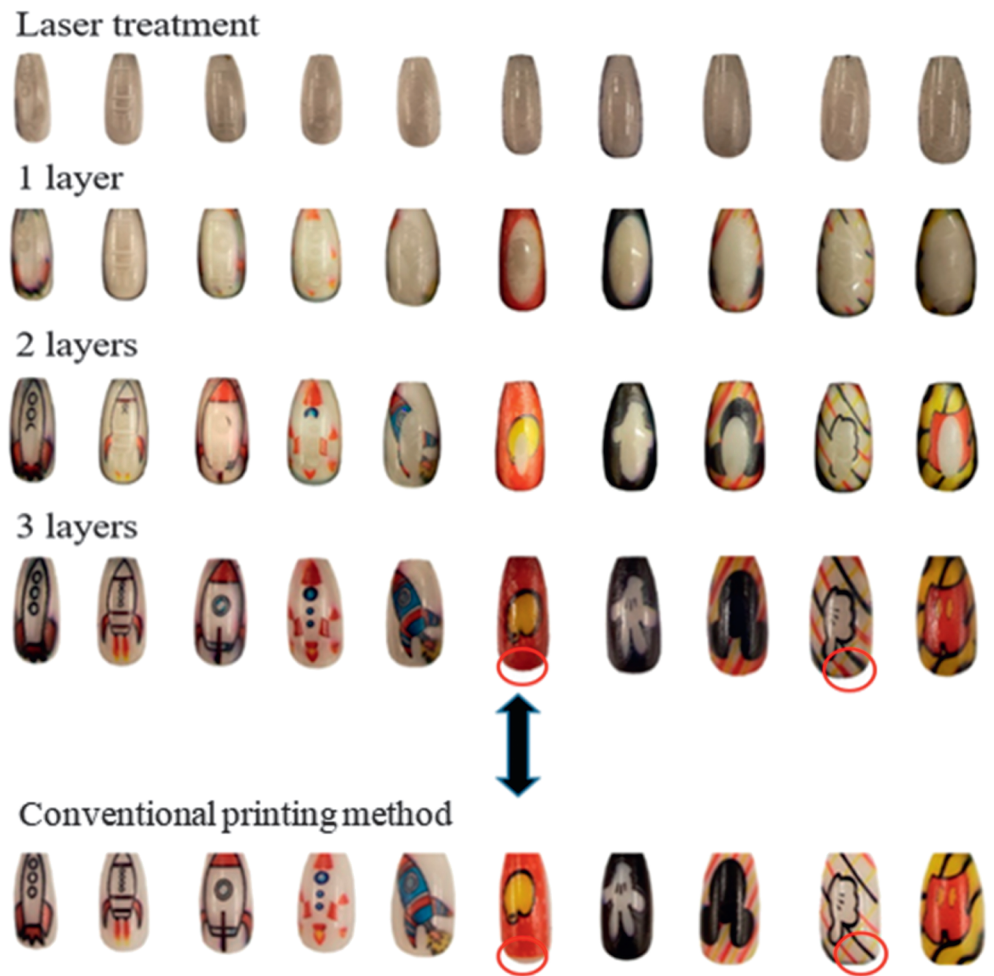 Laser treatment
1 layer
2 layers
3 layers
Conventional printing method